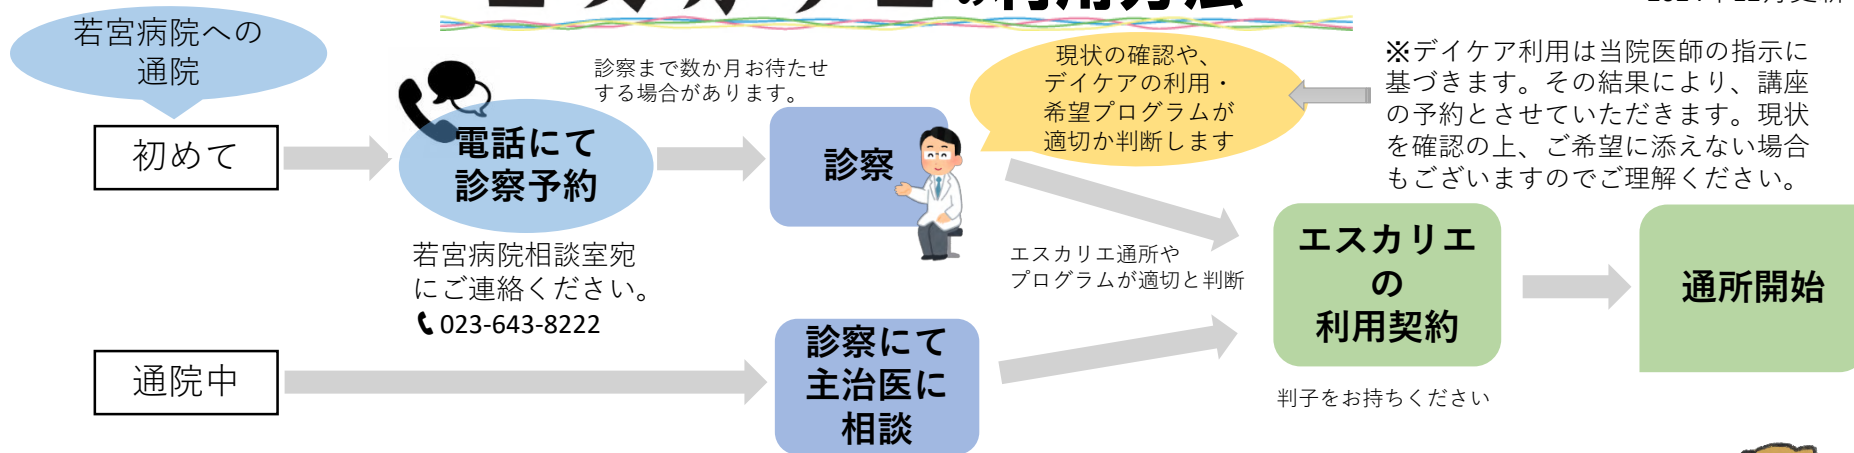 エスカリエの利用方法
若宮病院への
通院
初めて
電話にて
診察予約
若宮病院相談室宛
にご連絡ください。
023-643-8222
診察まで数か月お待たせ
する場合があります。
診察
現状の確認や、
デイケアの利用・
希望プログラムが
適切か判断します
※デイケア利用は当院医師の指示に
基づきます。その結果により、講座
の予約とさせていただきます。現状
を確認の上、ご希望に添えない場合
もございますのでご理解ください。
エスカリエ通所や
プログラムが適切と判断
通院中
診察にて
主治医に
相談
エスカリエ
の
利用契約
判子をお持ちください
通所開始